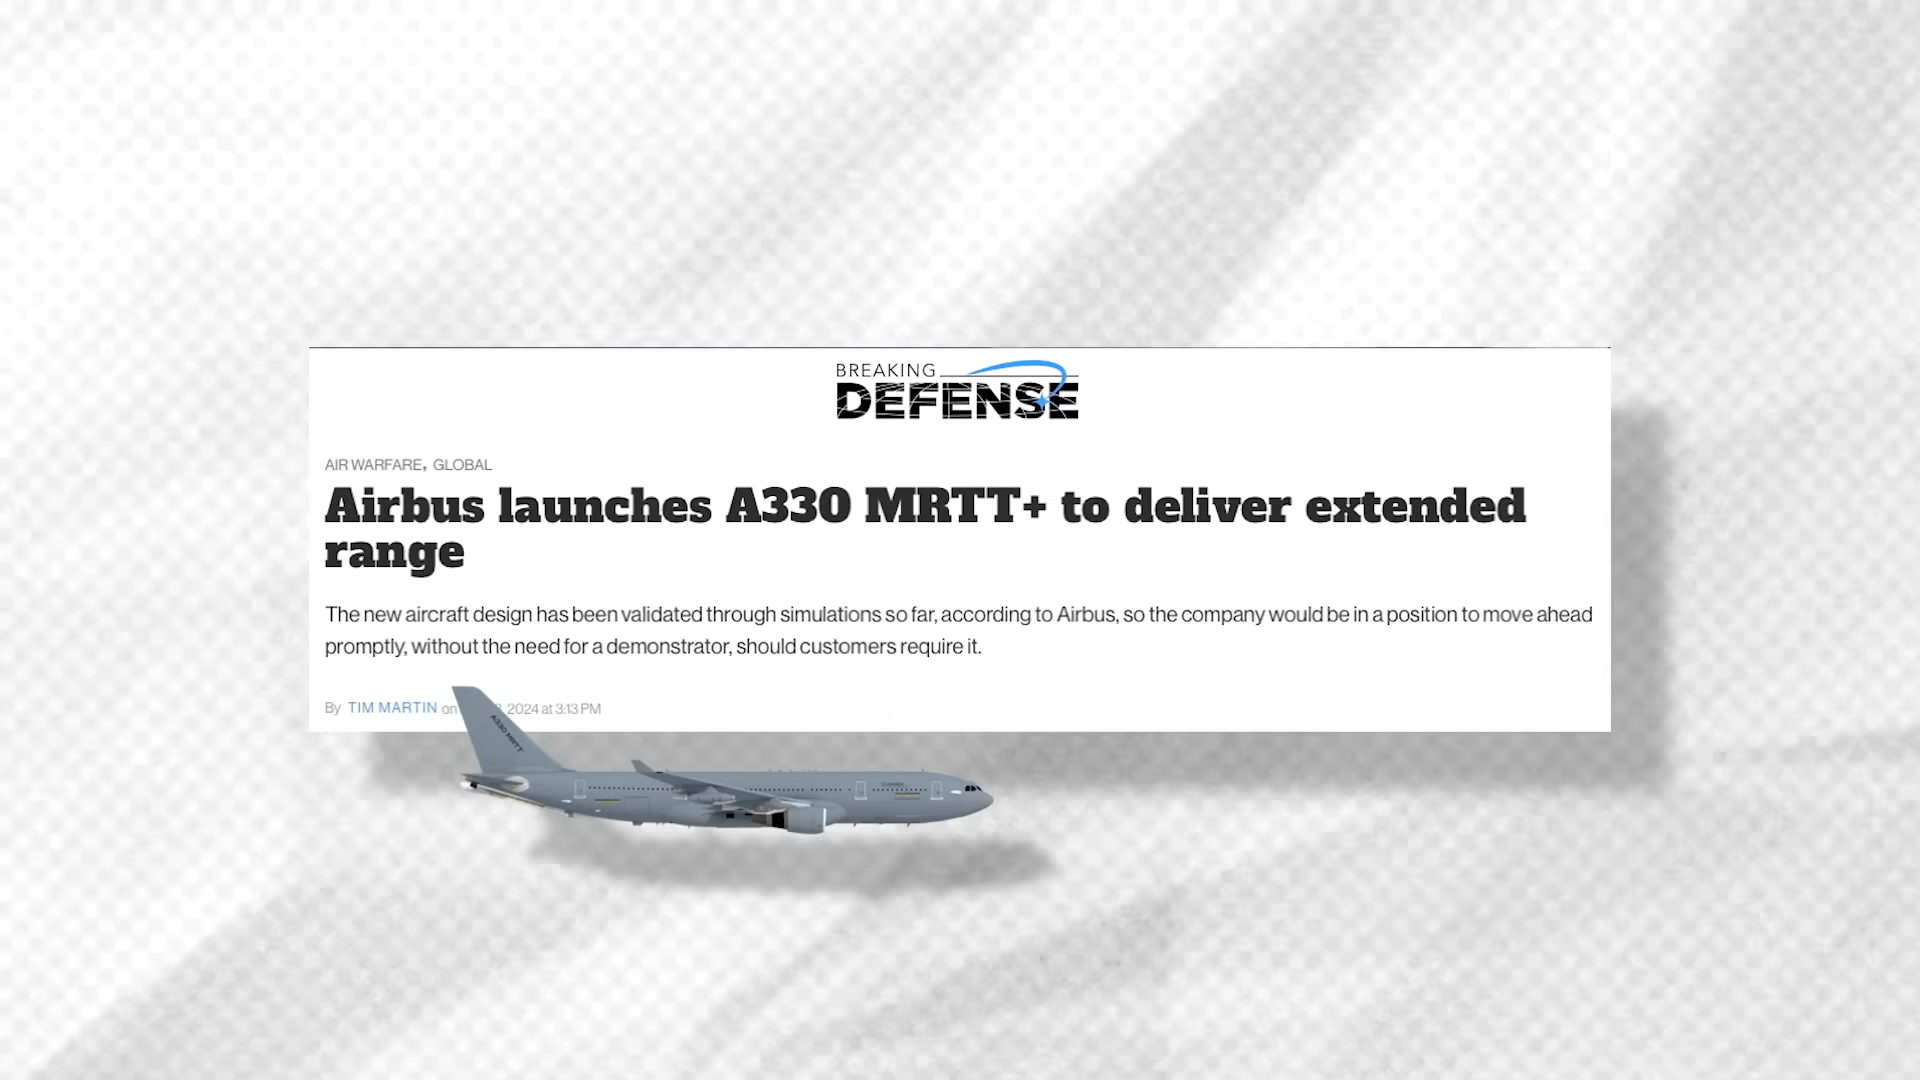 BREAKING
DEFENSE
AIR WARFARE, GLOBAL
Airbus launches A330 MRTT+ to deliver extended
range
The new aircraft design has been validated through simulations so far, according to Airbus, so the company would be in a position to move ahead
promptly, without the need for a demonstrator, should customers require it.
By TIM MARTIN on 2024 at 3:13 PM
A330 MRTT